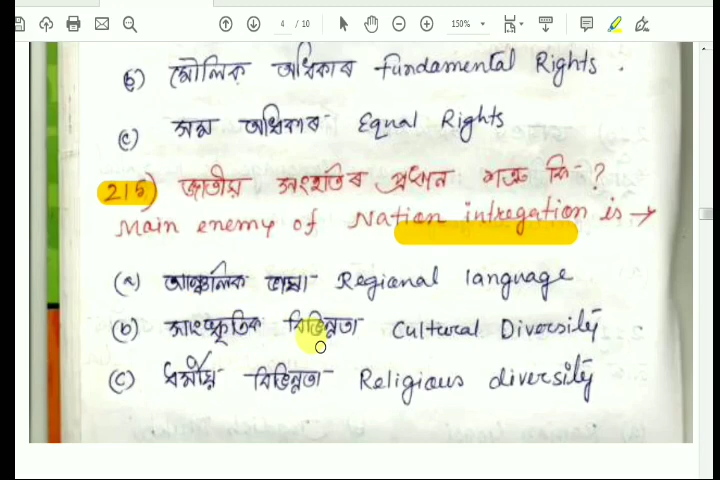 4 / 10
150%
b) মৌলিক অধিকাৰ Fundamental Rights .
c) সম অধিকাৰ Equal Rights
215) জাতীয় সংহতিৰ প্ৰধান শত্ৰু কি - ?
Main enemy of Nation intregation is →
(a) আঞ্চলিক ভাষা Regional language
(b) সাংস্কৃতিক বিভিন্নতা Cultural Diversity
(c) ধৰ্মীয় বিভিন্নতা Religious diversity